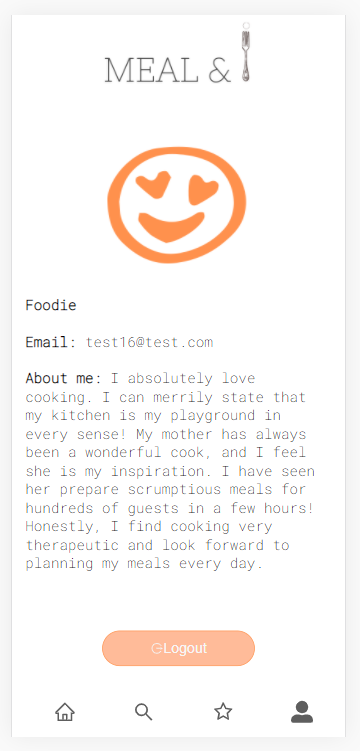 MEAL &
Foodie
Email: test16@test.com
About me: I absolutely love
cooking. I can merrily state that
my kitchen is my playground in
every sense! My mother has always
been a wonderful cook, and I feel
she is my inspiration. I have seen
her prepare scrumptious meals for
hundreds of guests in a few hours!
Honestly, I find cooking very
therapeutic and look forward to
planning my meals every day.
Logout